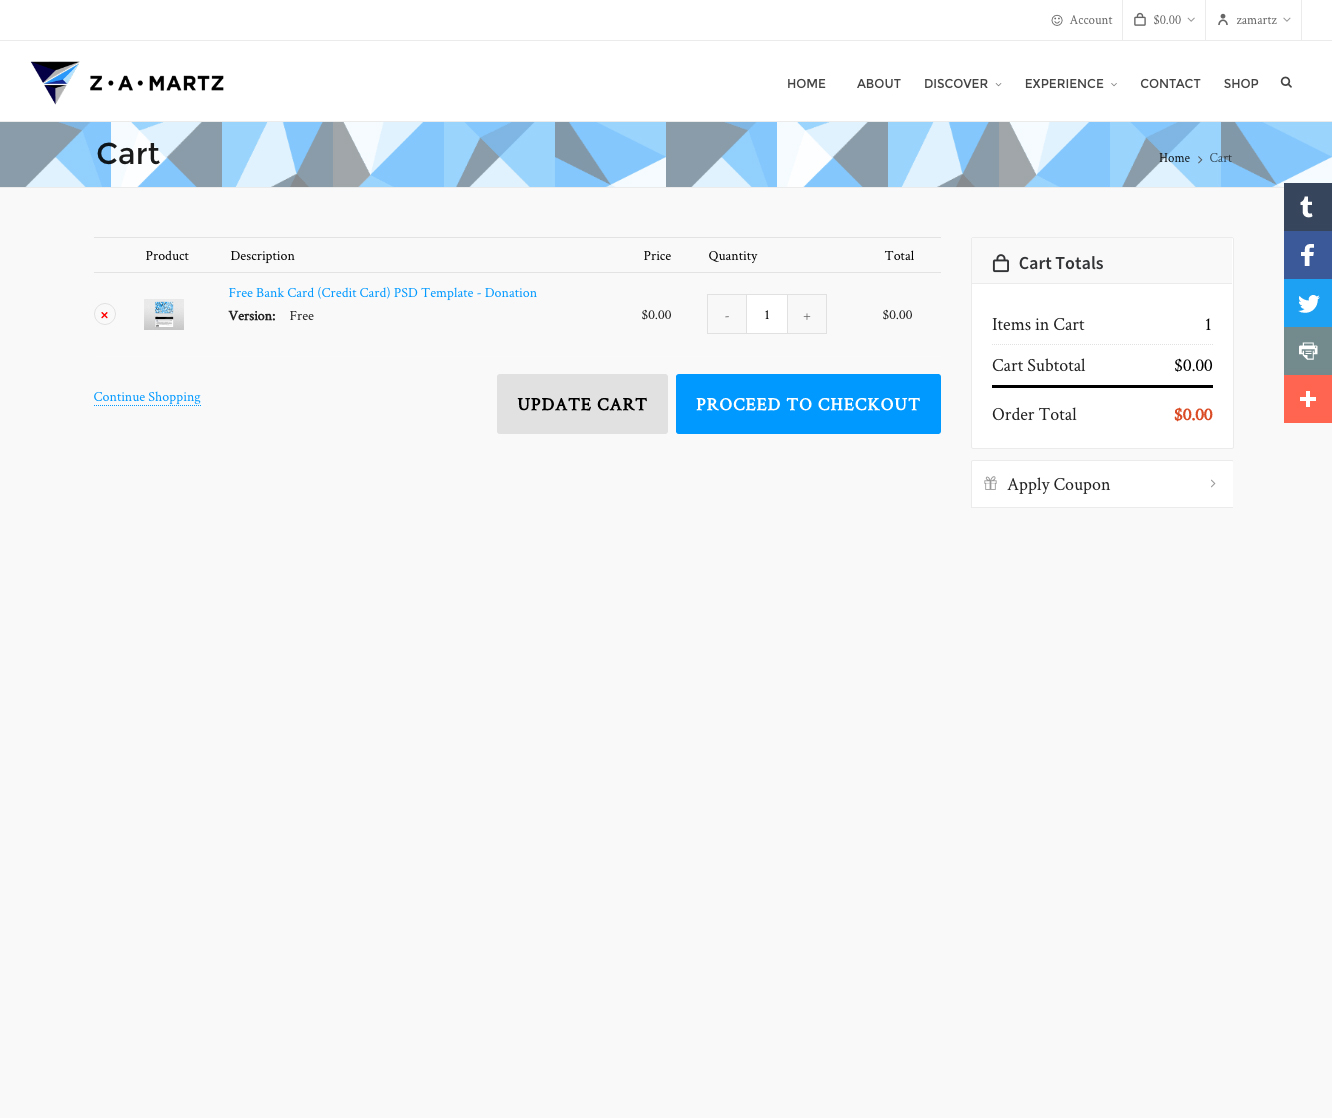 Account $0.00 zamartz
Z • A • MARTZ
HOME ABOUT DISCOVER EXPERIENCE CONTACT SHOP
Cart
Home > Cart
Product Description Price Quantity Total
Free Bank Card (Credit Card) PSD Template - Donation
Version: Free
$0.00 - 1 + $0.00
Continue Shopping
UPDATE CART PROCEED TO CHECKOUT
Cart Totals
Items in Cart 1
Cart Subtotal $0.00
Order Total $0.00
Apply Coupon